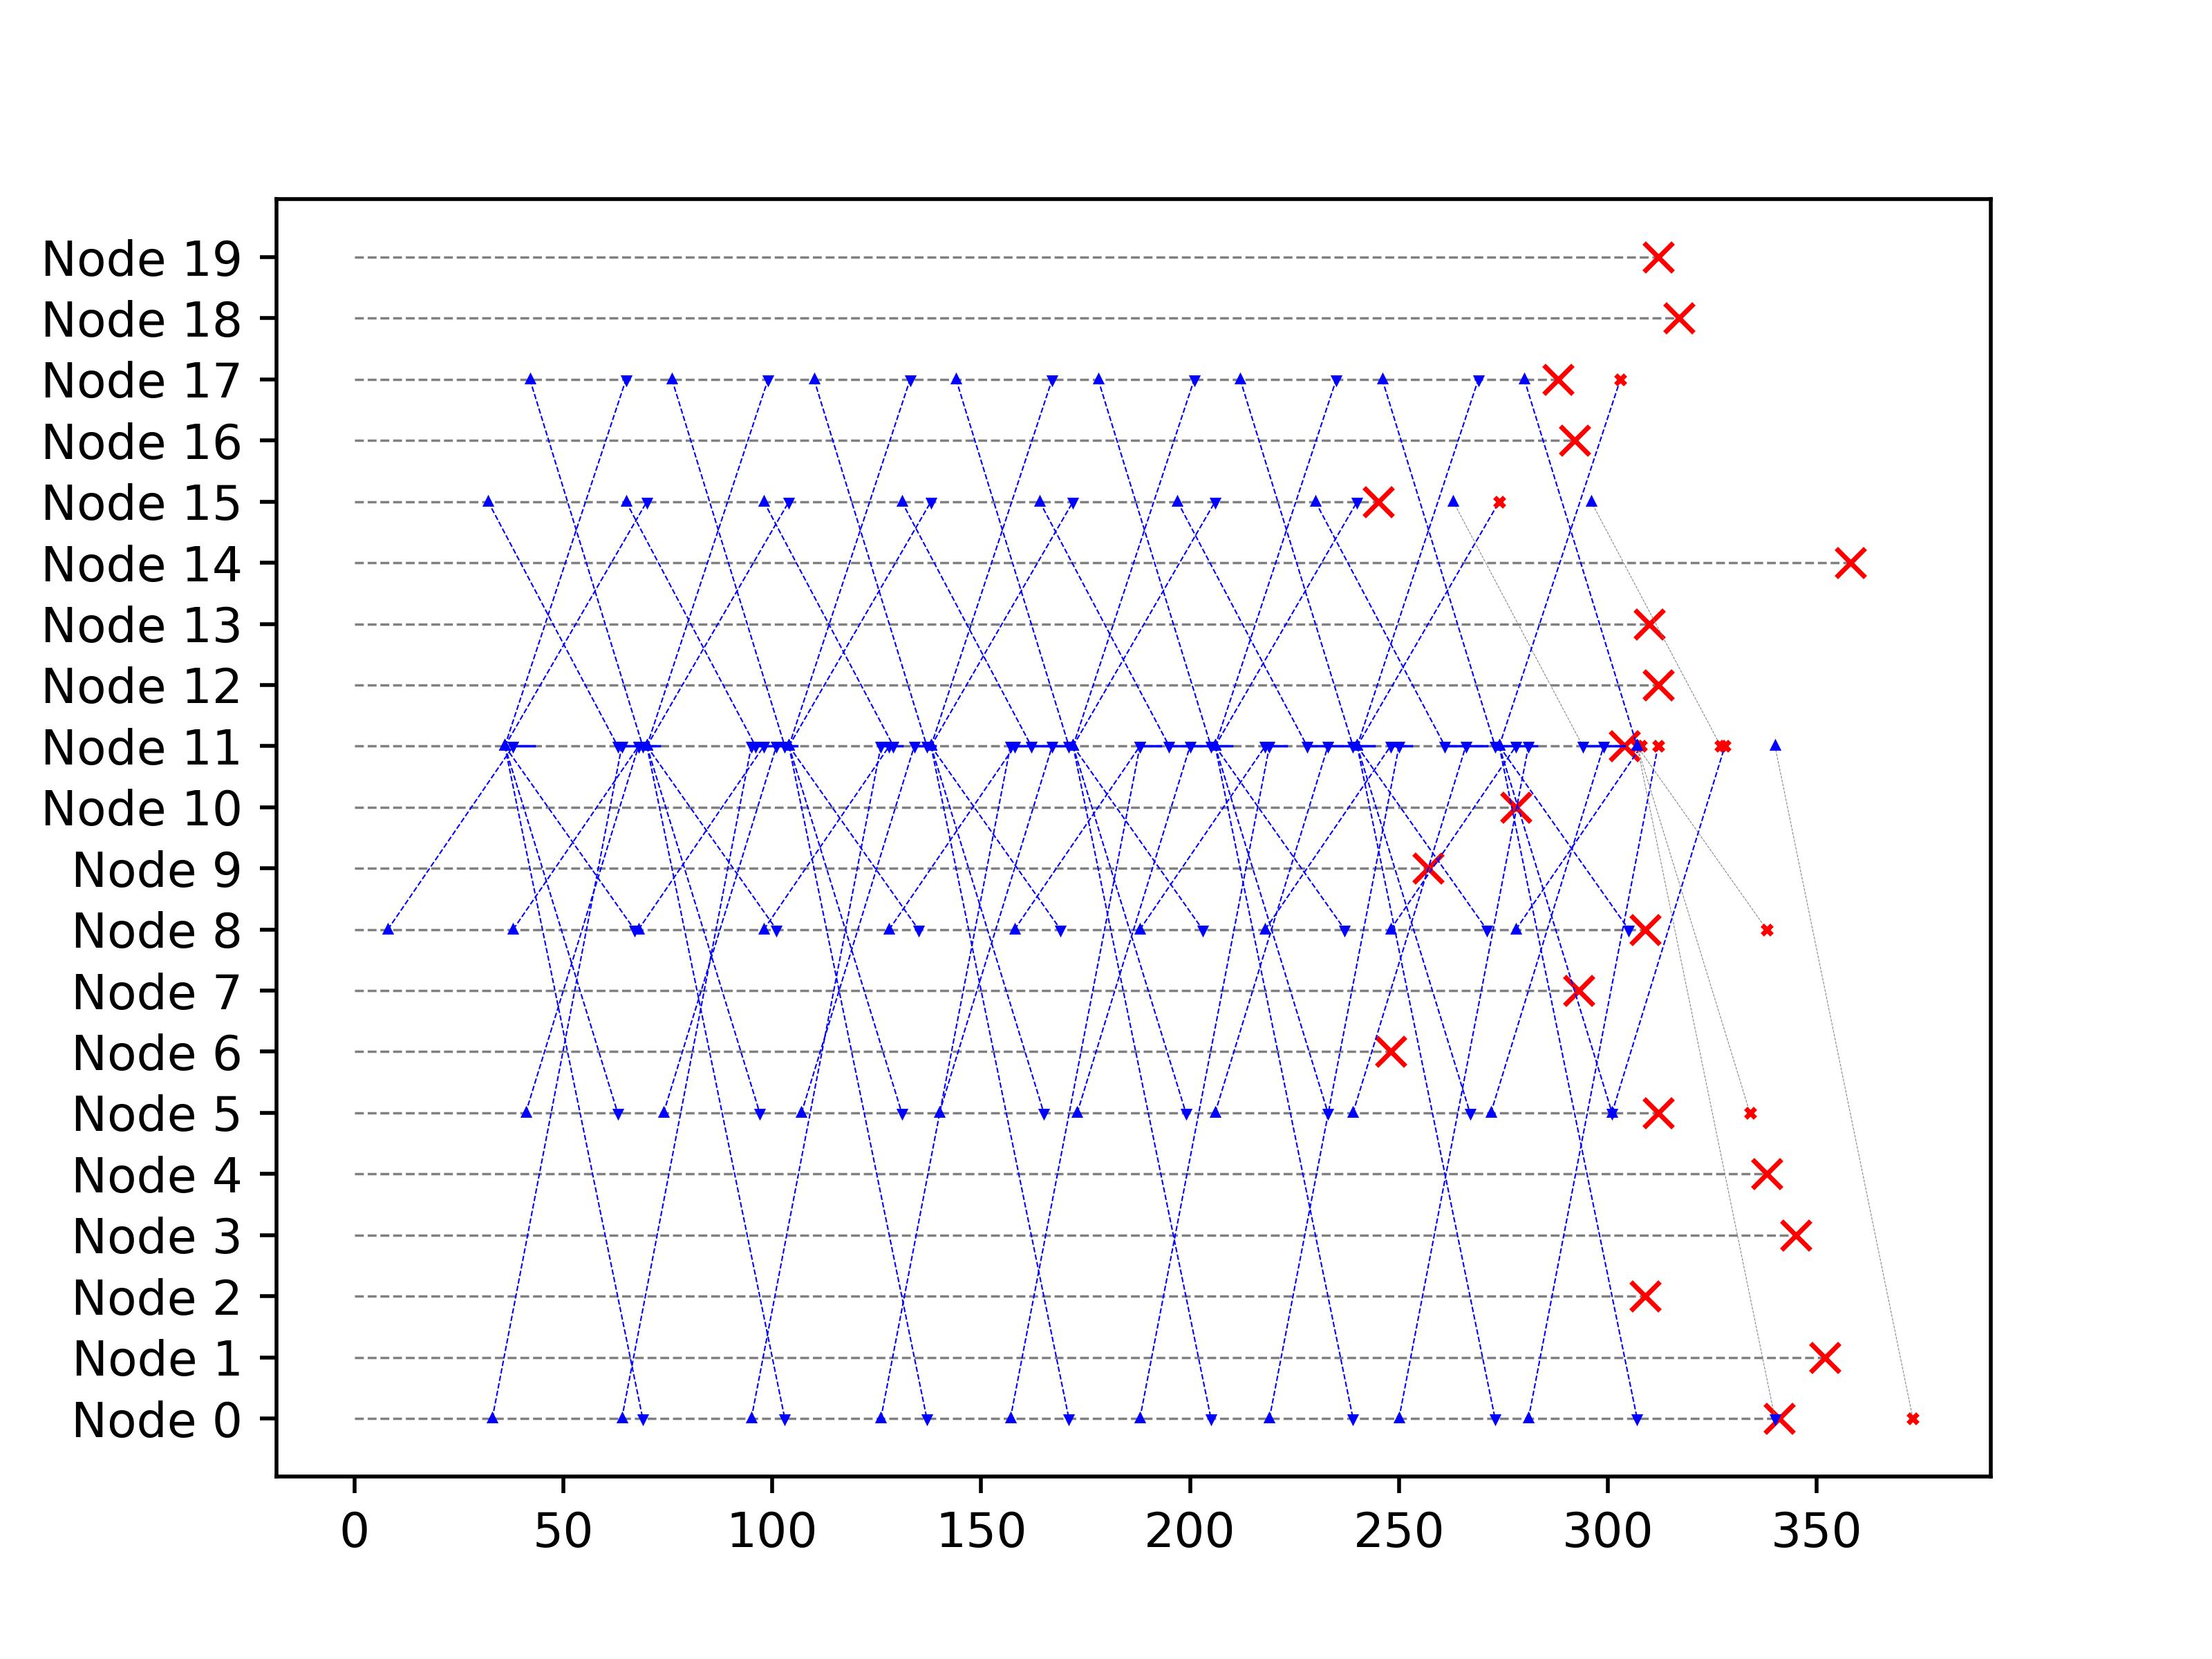 Node 19
Node 18
Node 17
Node 16
Node 15
Node 14
Node 13
Node 12
Node 11
Node 10
Node 9
Node 8
Node 7
Node 6
Node 5
Node 4
Node 3
Node 2
Node 1
Node 0
0 50 100 150 200 250 300 350